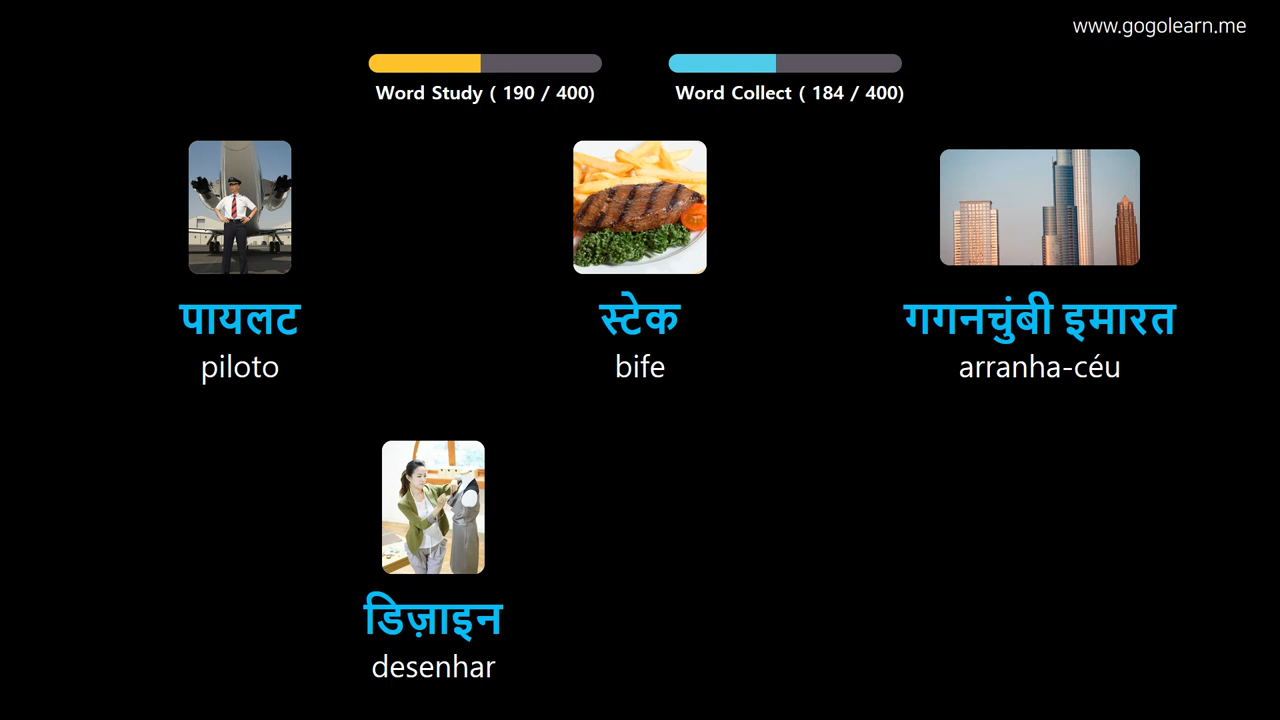 www.gogolearn.me
Word Study ( 190 / 400)
Word Collect ( 184 / 400)
पायलट
piloto
स्टेक
bife
गगनचुंबी इमारत
arranha-céu
डिज़ाइन
desenhar